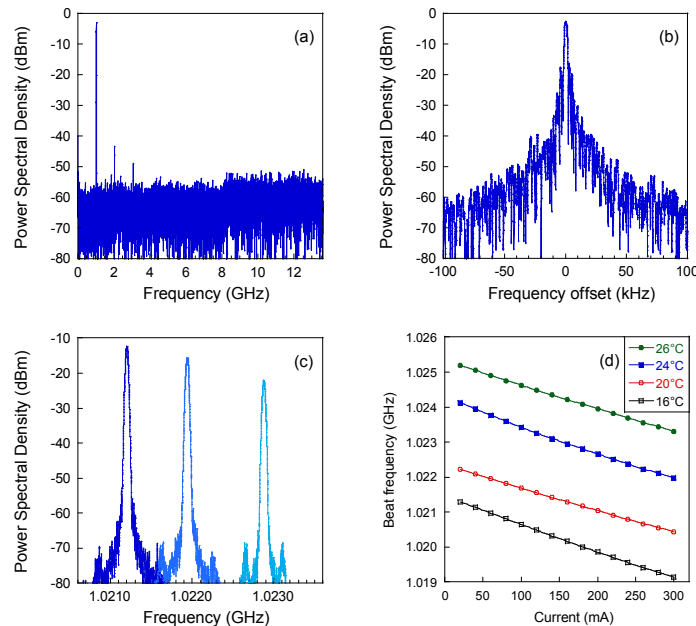 (a)
Power Spectral Density (dBm)
0
-10
-20
-30
-40
-50
-60
-70
-80
0 2 4 6 8 10 12
Frequency (GHz)
(b)
Power Spectral Density (dBm)
0
-10
-20
-30
-40
-50
-60
-70
-80
-100 -50 0 50 100
Frequency offset (kHz)
(c)
Power Spectral Density (dBm)
-10
-20
-30
-40
-50
-60
-70
-80
1.0210 1.0220 1.0230
Frequency (GHz)
(d)
26°C
24°C
20°C
16°C
Beat frequency (GHz)
1.026
1.025
1.024
1.023
1.022
1.021
1.020
1.019
0 50 100 150 200 250 300
Current (mA)